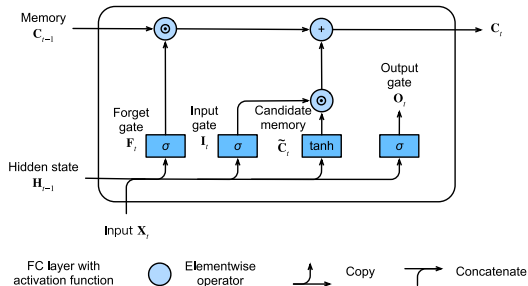 Memory
C_{t−1}
⊙
+
C_t
Output
gate
O_t
Forget
gate
F_t
Input
gate
I_t
Candidate
memory
C̃_t
⊙
σ
σ
tanh
σ
Hidden state
H_{t−1}
Input X_t
FC layer with
activation function
Elementwise
operator
Copy
Concatenate